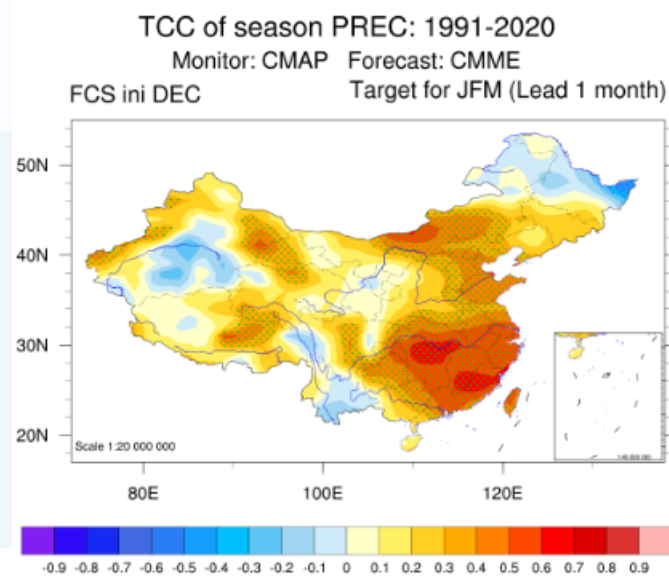 TCC of season PREC: 1991-2020
Monitor: CMAP Forecast: CMME
FCS ini DEC
Target for JFM (Lead 1 month)
50N
40N
30N
20N
Scale 1:20 000 000
80E
100E
120E
-0.9 -0.8 -0.7 -0.6 -0.5 -0.4 -0.3 -0.2 -0.1 0 0.1 0.2 0.3 0.4 0.5 0.6 0.7 0.8 0.9